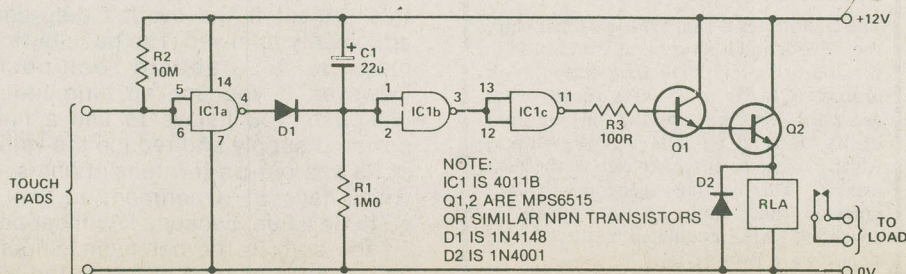 +12V
R2
10M
14
5
6
IC1a
4
7
D1
+
C1
22u
1
2
IC1b
3
13
12
IC1c
11
R3
100R
Q1
Q2
R1
1M0
TOUCH
PADS
NOTE:
IC1 IS 4011B
Q1,2 ARE MPS6515
OR SIMILAR NPN TRANSISTORS
D1 IS 1N4148
D2 IS 1N4001
D2
RLA
TO
LOAD
0V